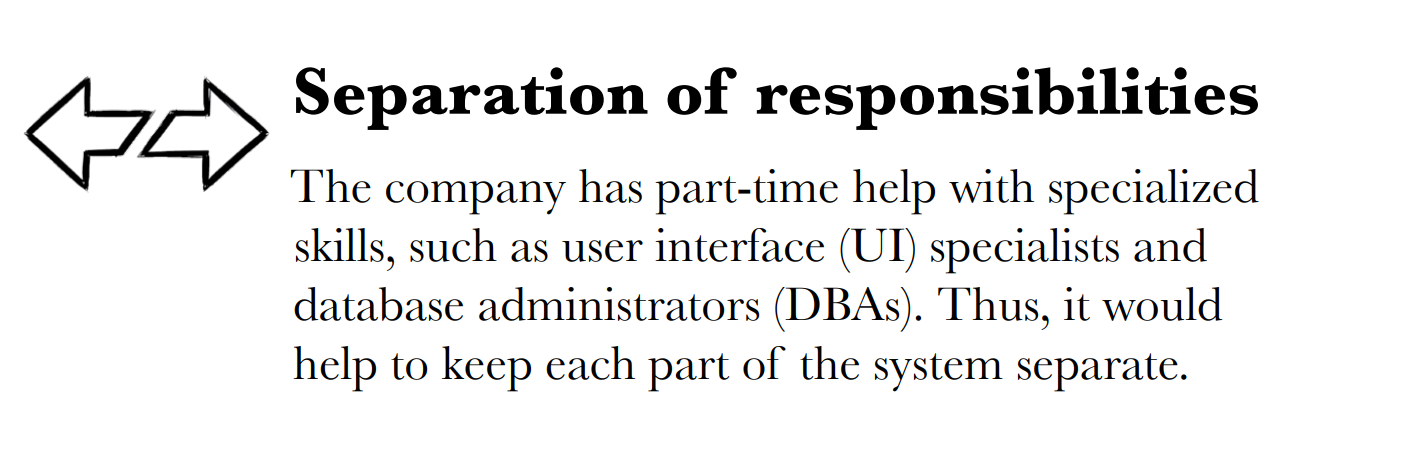 Separation of responsibilities
The company has part-time help with specialized
skills, such as user interface (UI) specialists and
database administrators (DBAs). Thus, it would
help to keep each part of the system separate.